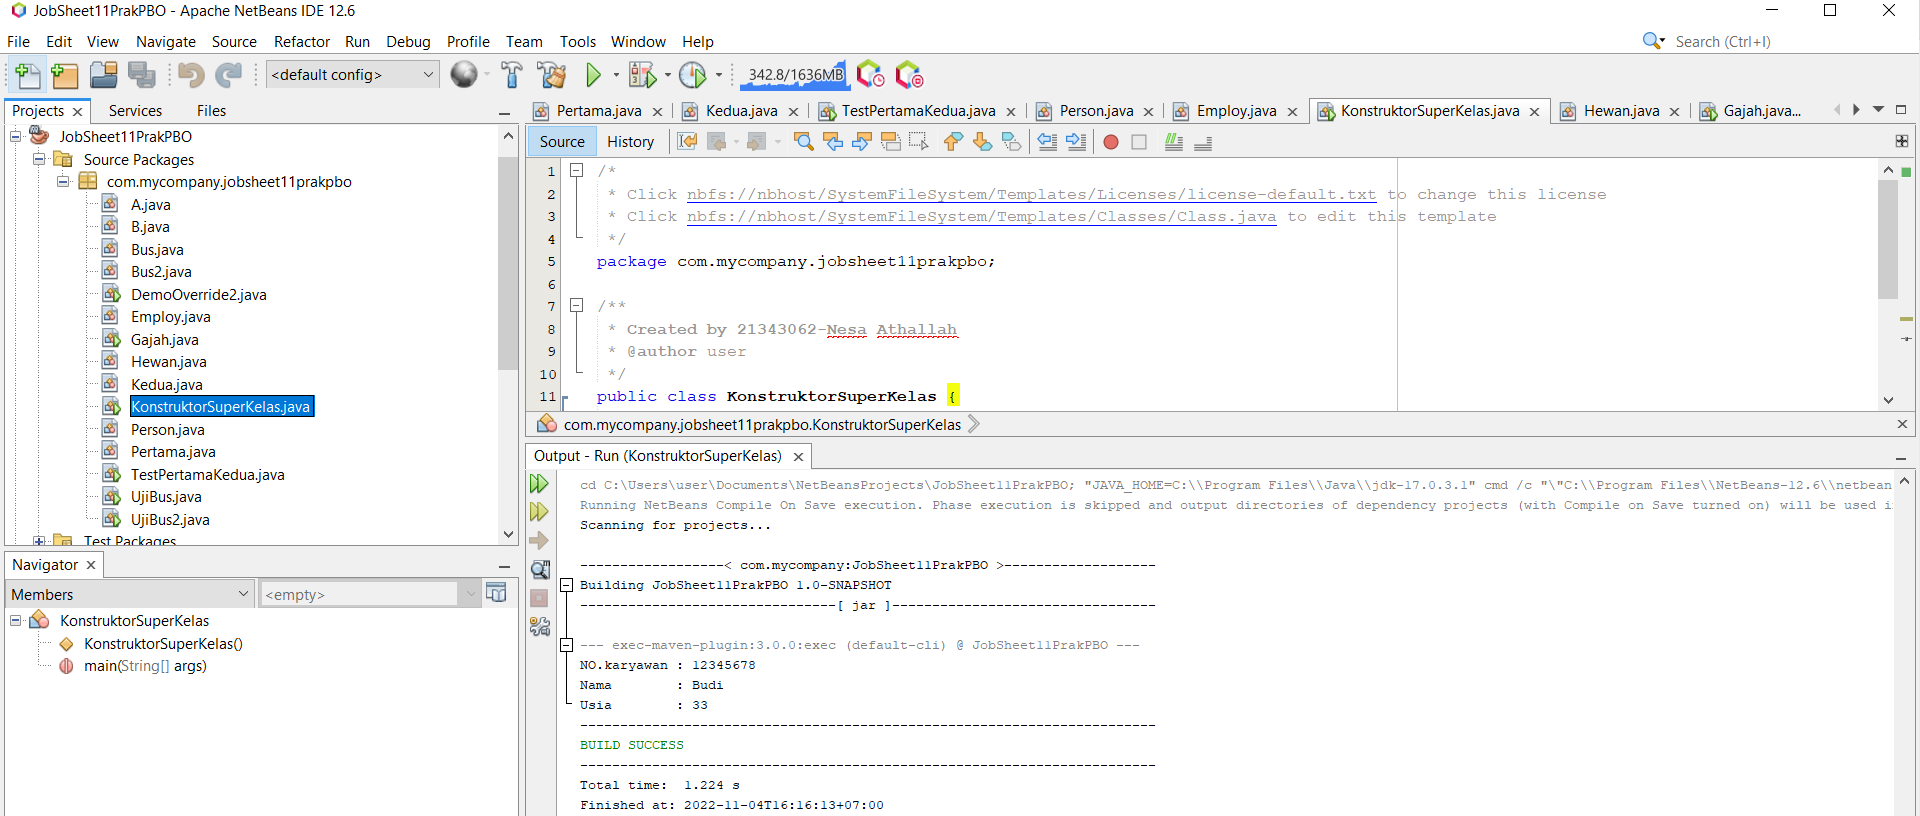 JobSheet11PrakPBO - Apache NetBeans IDE 12.6
File Edit View Navigate Source Refactor Run Debug Profile Team Tools Window Help
Search (Ctrl+I)
<default config>
342.8/1636MB
Projects Services Files
JobSheet11PrakPBO
Source Packages
com.mycompany.jobsheet11prakpbo
A.java
B.java
Bus.java
Bus2.java
DemoOverride2.java
Employ.java
Gajah.java
Hewan.java
Kedua.java
KonstruktorSuperKelas.java
Person.java
Pertama.java
TestPertamaKedua.java
UjiBus.java
UjiBus2.java
Test Packages
Navigator
Members
<empty>
KonstruktorSuperKelas
KonstruktorSuperKelas()
main(String[] args)
Pertama.java Kedua.java TestPertamaKedua.java Person.java Employ.java KonstruktorSuperKelas.java Hewan.java Gajah.java...
Source History
1 /*
2 * Click nbfs://nbhost/SystemFileSystem/Templates/Licenses/license-default.txt to change this license
3 * Click nbfs://nbhost/SystemFileSystem/Templates/Classes/Class.java to edit this template
4 */
5 package com.mycompany.jobsheet11prakpbo;
6
7 /**
8 * Created by 21343062-Nesa Athallah
9 * @author user
10 */
11 public class KonstruktorSuperKelas {
com.mycompany.jobsheet11prakpbo.KonstruktorSuperKelas
Output - Run (KonstruktorSuperKelas)
cd C:\Users\user\Documents\NetBeansProjects\JobSheet11PrakPBO; "JAVA_HOME=C:\\Program Files\\Java\\jdk-17.0.3.1" cmd /c "\"C:\\Program Files\\NetBeans-12.6\\netbean
Running NetBeans Compile On Save execution. Phase execution is skipped and output directories of dependency projects (with Compile on Save turned on) will be used i
Scanning for projects...
------------------< com.mycompany:JobSheet11PrakPBO >-------------------
Building JobSheet11PrakPBO 1.0-SNAPSHOT
--------------------------------[ jar ]---------------------------------
--- exec-maven-plugin:3.0.0:exec (default-cli) @ JobSheet11PrakPBO ---
NO.karyawan : 12345678
Nama : Budi
Usia : 33
------------------------------------------------------------------------
BUILD SUCCESS
------------------------------------------------------------------------
Total time: 1.224 s
Finished at: 2022-11-04T16:16:13+07:00